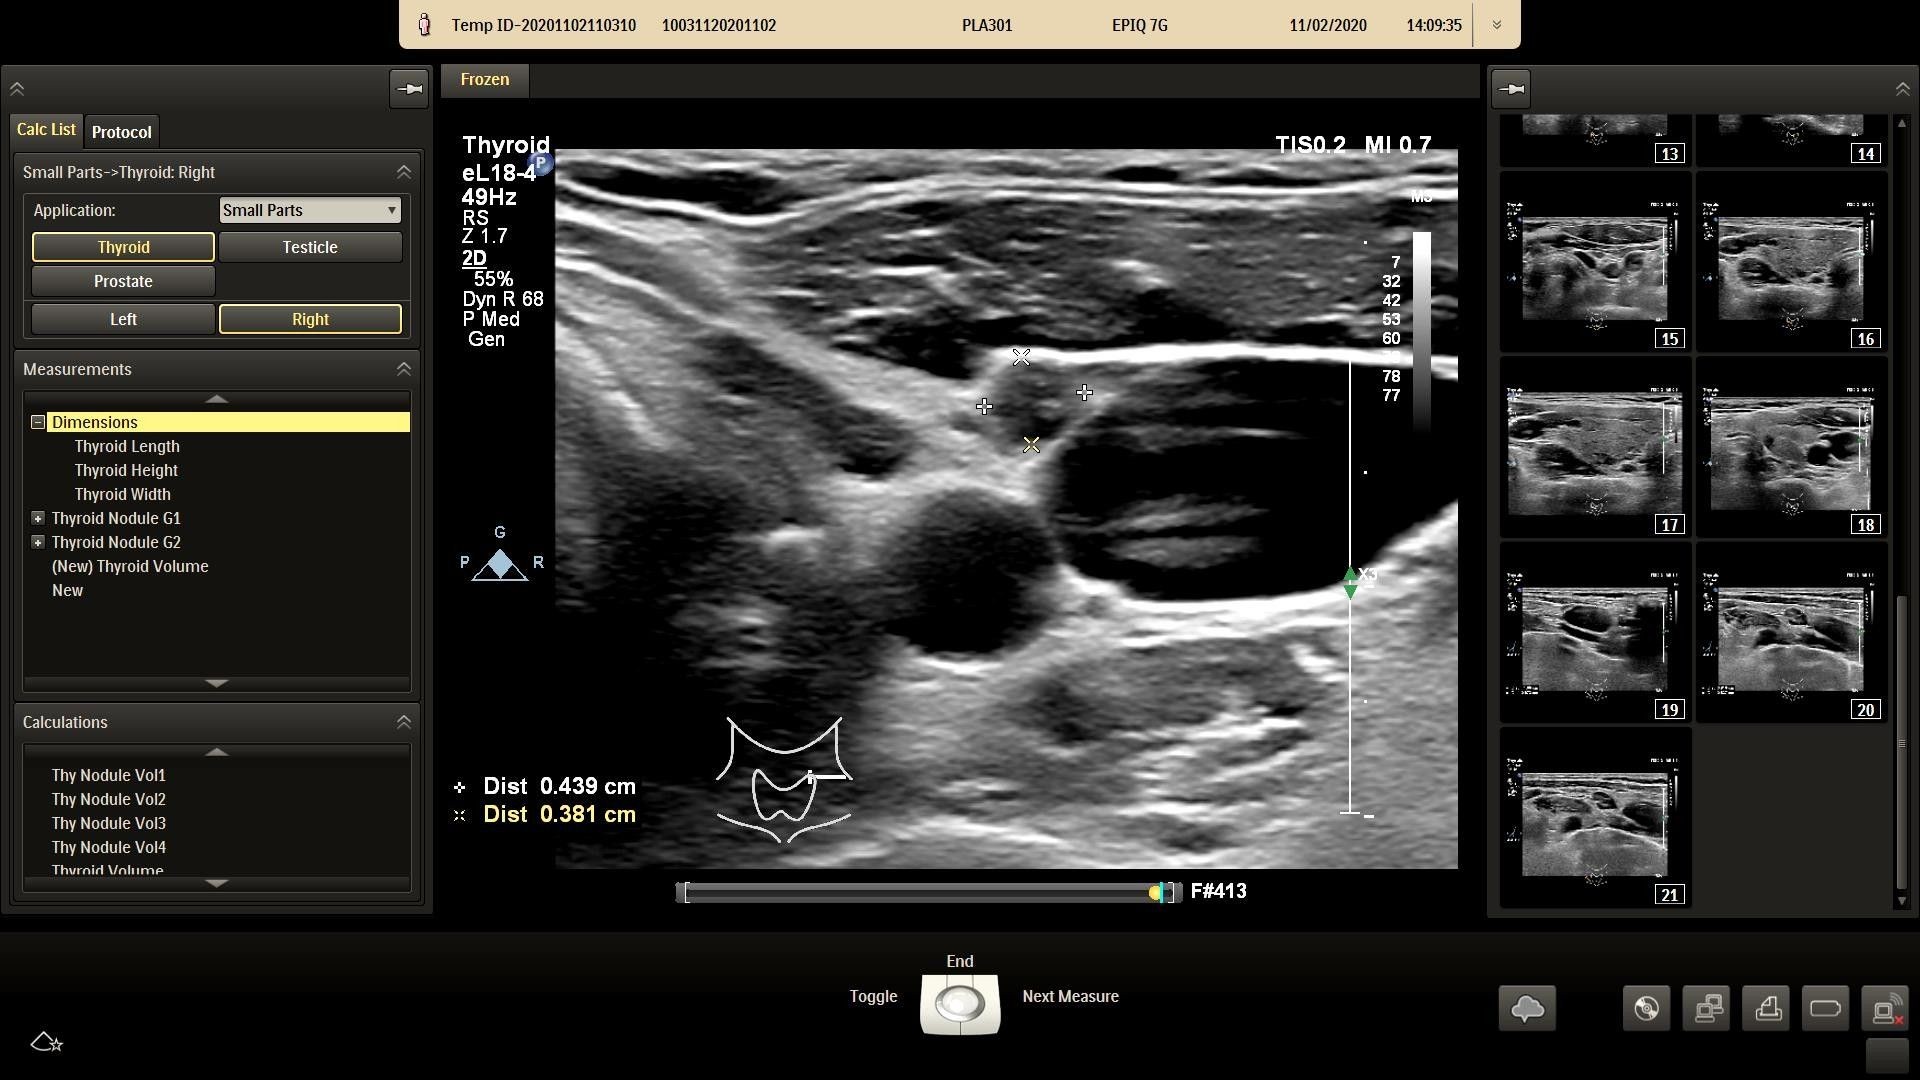 Temp ID-20201102110310 10031120201102 PLA301 EPIQ 7G 11/02/2020 14:09:35
Frozen
Calc List Protocol
Small Parts->Thyroid: Right
Application: Small Parts
Thyroid Testicle
Prostate
Left Right
Measurements
Dimensions
Thyroid Length
Thyroid Height
Thyroid Width
Thyroid Nodule G1
Thyroid Nodule G2
(New) Thyroid Volume
New
Calculations
Thy Nodule Vol1
Thy Nodule Vol2
Thy Nodule Vol3
Thy Nodule Vol4
Thyroid Volume
Thyroid
eL18-4
P
49Hz
RS
Z 1.7
2D
55%
Dyn R 68
P Med
Gen
TIS0.2 MI 0.7
M3
7
32
42
53
60
78
77
X3
G
P R
Dist 0.439 cm
Dist 0.381 cm
F#413
13 14
15 16
17 18
19 20
21
End
Toggle Next Measure